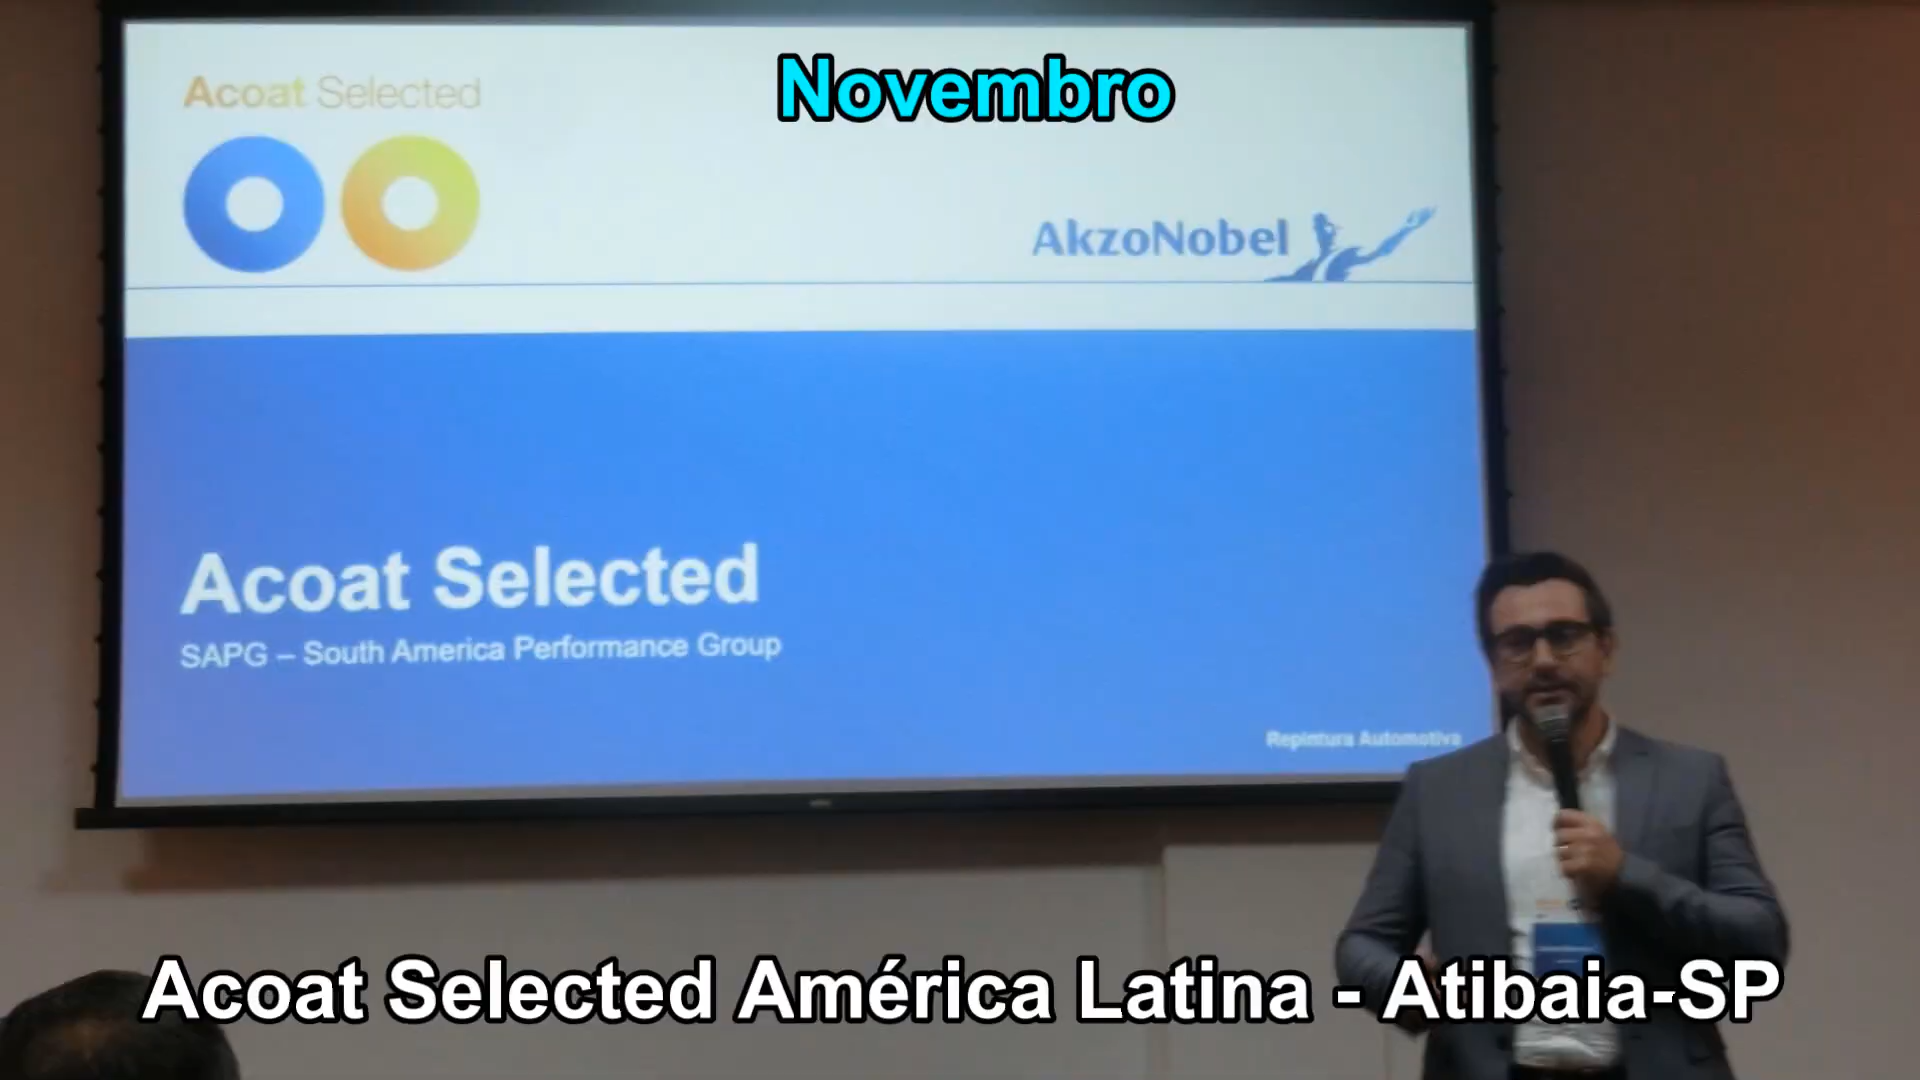 Novembro
Acoat Selected
AkzoNobel
Acoat Selected
SAPG – South America Performance Group
Repintura Automotiva
Acoat Selected América Latina - Atibaia-SP